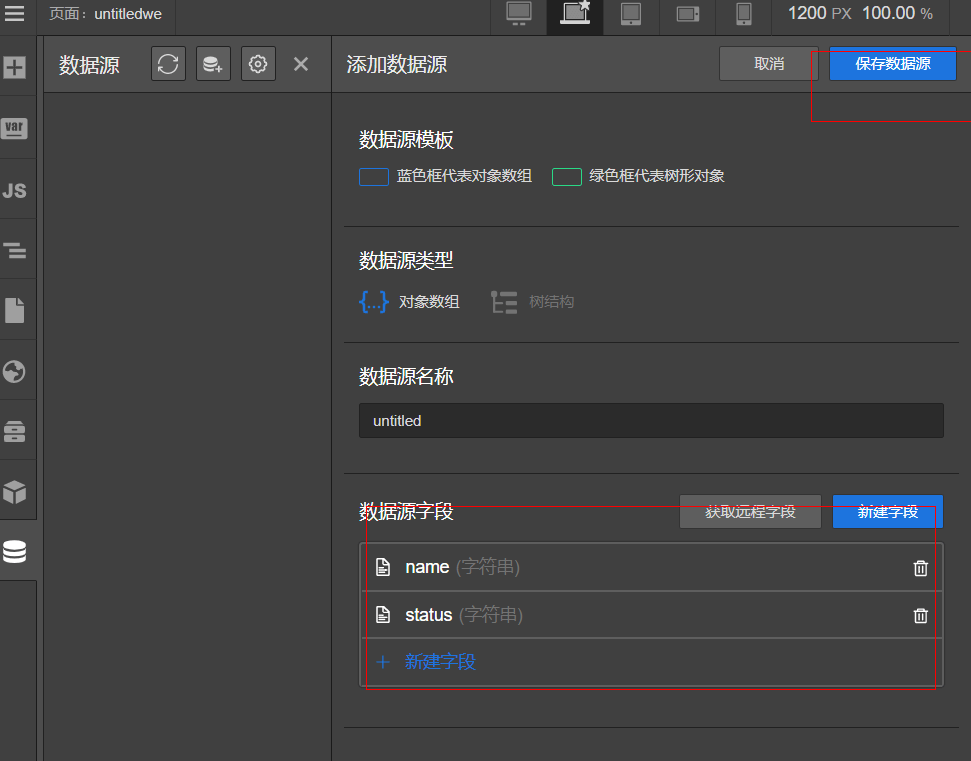 页面：untitledwe
1200 PX 100.00 %
var
JS
数据源
添加数据源
取消
保存数据源
数据源模板
蓝色框代表对象数组
绿色框代表树形对象
数据源类型
{...} 对象数组
树结构
数据源名称
untitled
数据源字段
获取远程字段
新建字段
name (字符串)
status (字符串)
+ 新建字段